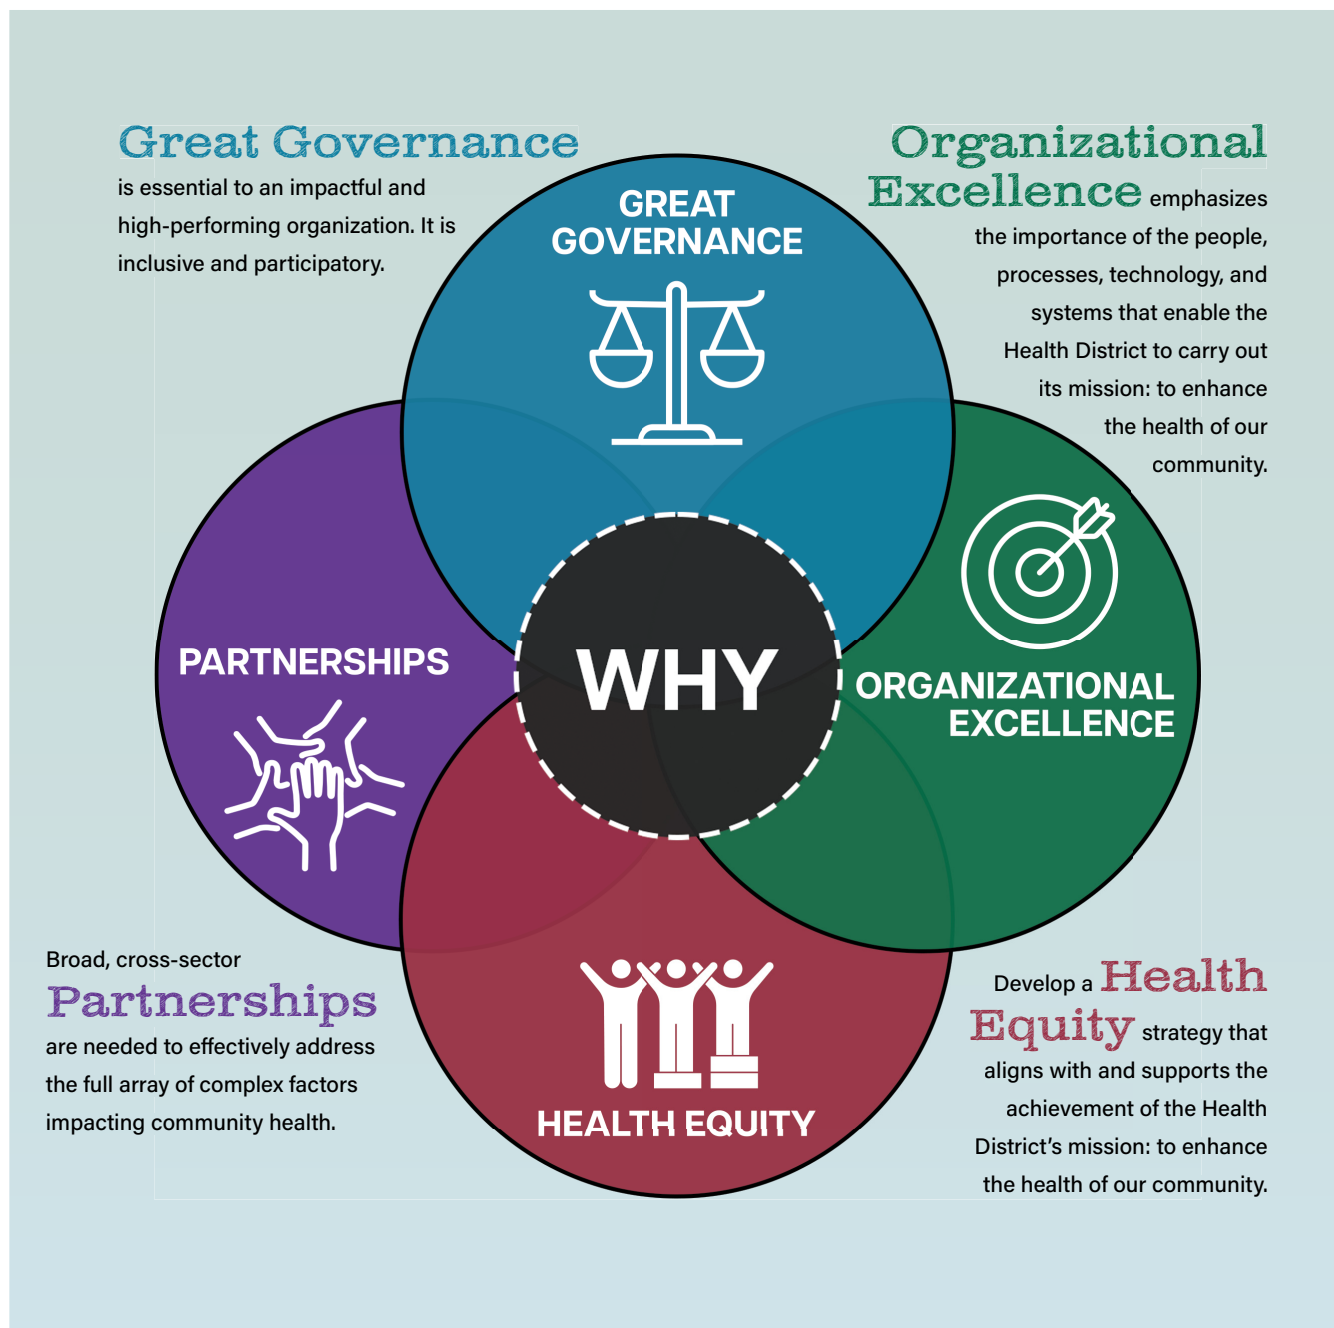 Great Governance
is essential to an impactful and
high-performing organization. It is
inclusive and participatory.
Organizational
Excellence emphasizes
the importance of the people,
processes, technology, and
systems that enable the
Health District to carry out
its mission: to enhance
the health of our
community.
GREAT
GOVERNANCE
PARTNERSHIPS
WHY
ORGANIZATIONAL
EXCELLENCE
HEALTH EQUITY
Broad, cross-sector
Partnerships
are needed to effectively address
the full array of complex factors
impacting community health.
Develop a Health
Equity strategy that
aligns with and supports the
achievement of the Health
District’s mission: to enhance
the health of our community.